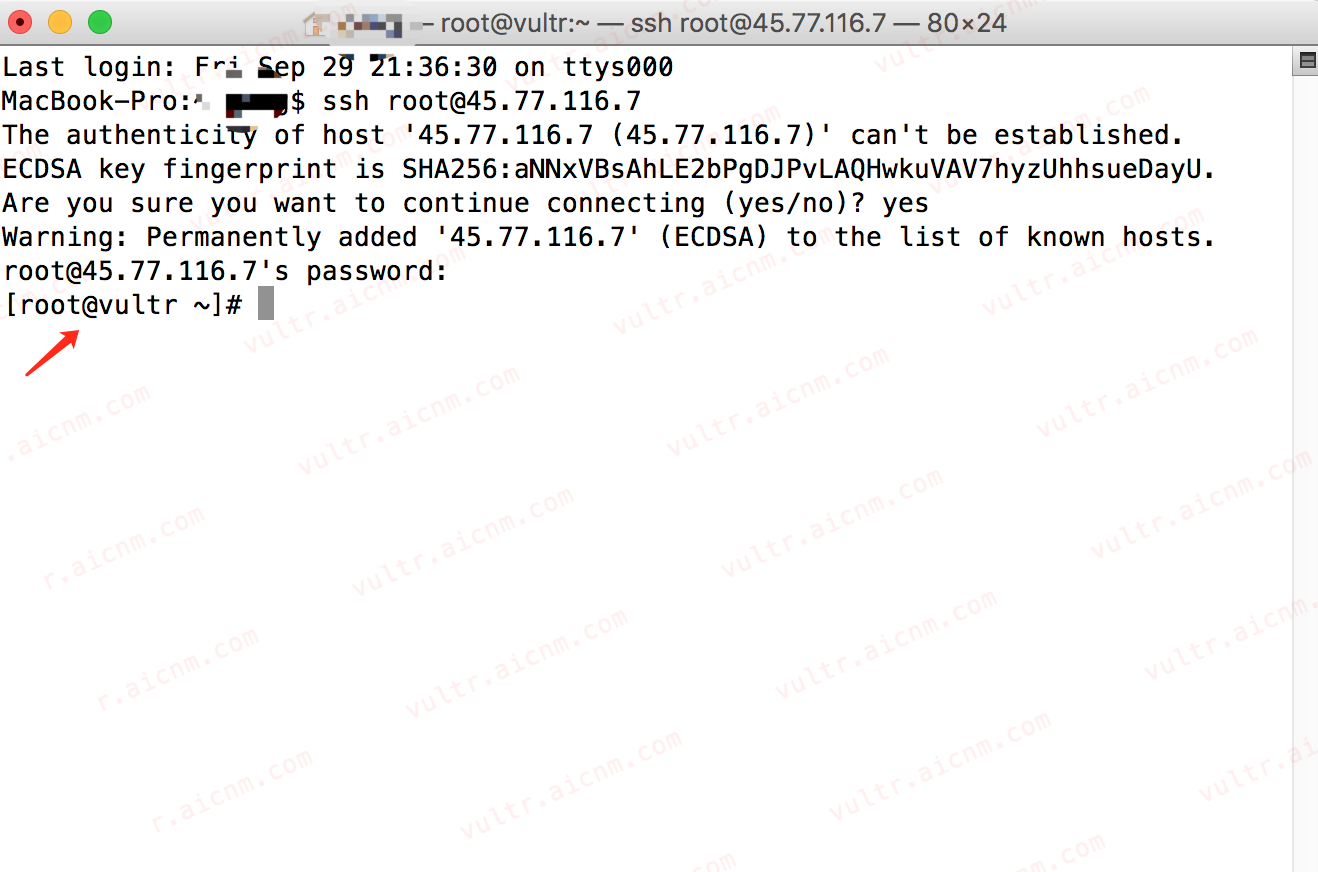 — root@vultr:~ — ssh root@45.77.116.7 — 80×24
Last login: Fri Sep 29 21:36:30 on ttys000
MacBook-Pro:~ $ ssh root@45.77.116.7
The authenticity of host '45.77.116.7 (45.77.116.7)' can't be established.
ECDSA key fingerprint is SHA256:aNNxVBsAhLE2bPgDJPvLAQHwkuVAV7hyzUhhsueDayU.
Are you sure you want to continue connecting (yes/no)? yes
Warning: Permanently added '45.77.116.7' (ECDSA) to the list of known hosts.
root@45.77.116.7's password:
[root@vultr ~]#
vultr.aicnm.com